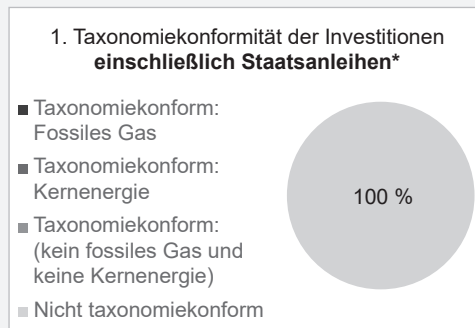 1. Taxonomiekonformität der Investitionen
einschließlich Staatsanleihen*
Taxonomiekonform:
Fossiles Gas
Taxonomiekonform:
Kernenergie
Taxonomiekonform:
(kein fossiles Gas und
keine Kernenergie)
Nicht taxonomiekonform
100 %